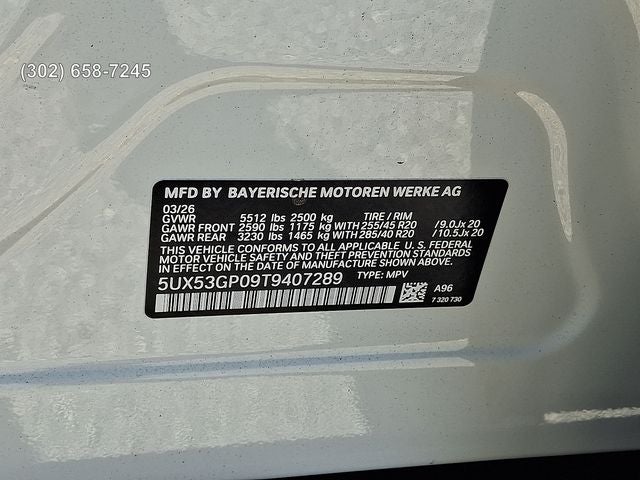 (302) 658-7245
MFD BY BAYERISCHE MOTOREN WERKE AG
03/26
GVWR 5512 lbs 2500 kg TIRE / RIM
GAWR FRONT 2590 lbs 1175 kg WITH 255/45 R20 / 9.0Jx 20
GAWR REAR 3230 lbs 1465 kg WITH 285/40 R20 / 10.5Jx 20
THIS VEHICLE CONFORMS TO ALL APPLICABLE U.S. FEDERAL
MOTOR VEHICLE SAFETY AND THEFT PREVENTION STANDARDS
IN EFFECT ON THE DATE OF MANUFACTURE SHOWN ABOVE.
5UX53GP09T9407289 TYPE: MPV
A96
7 320 730